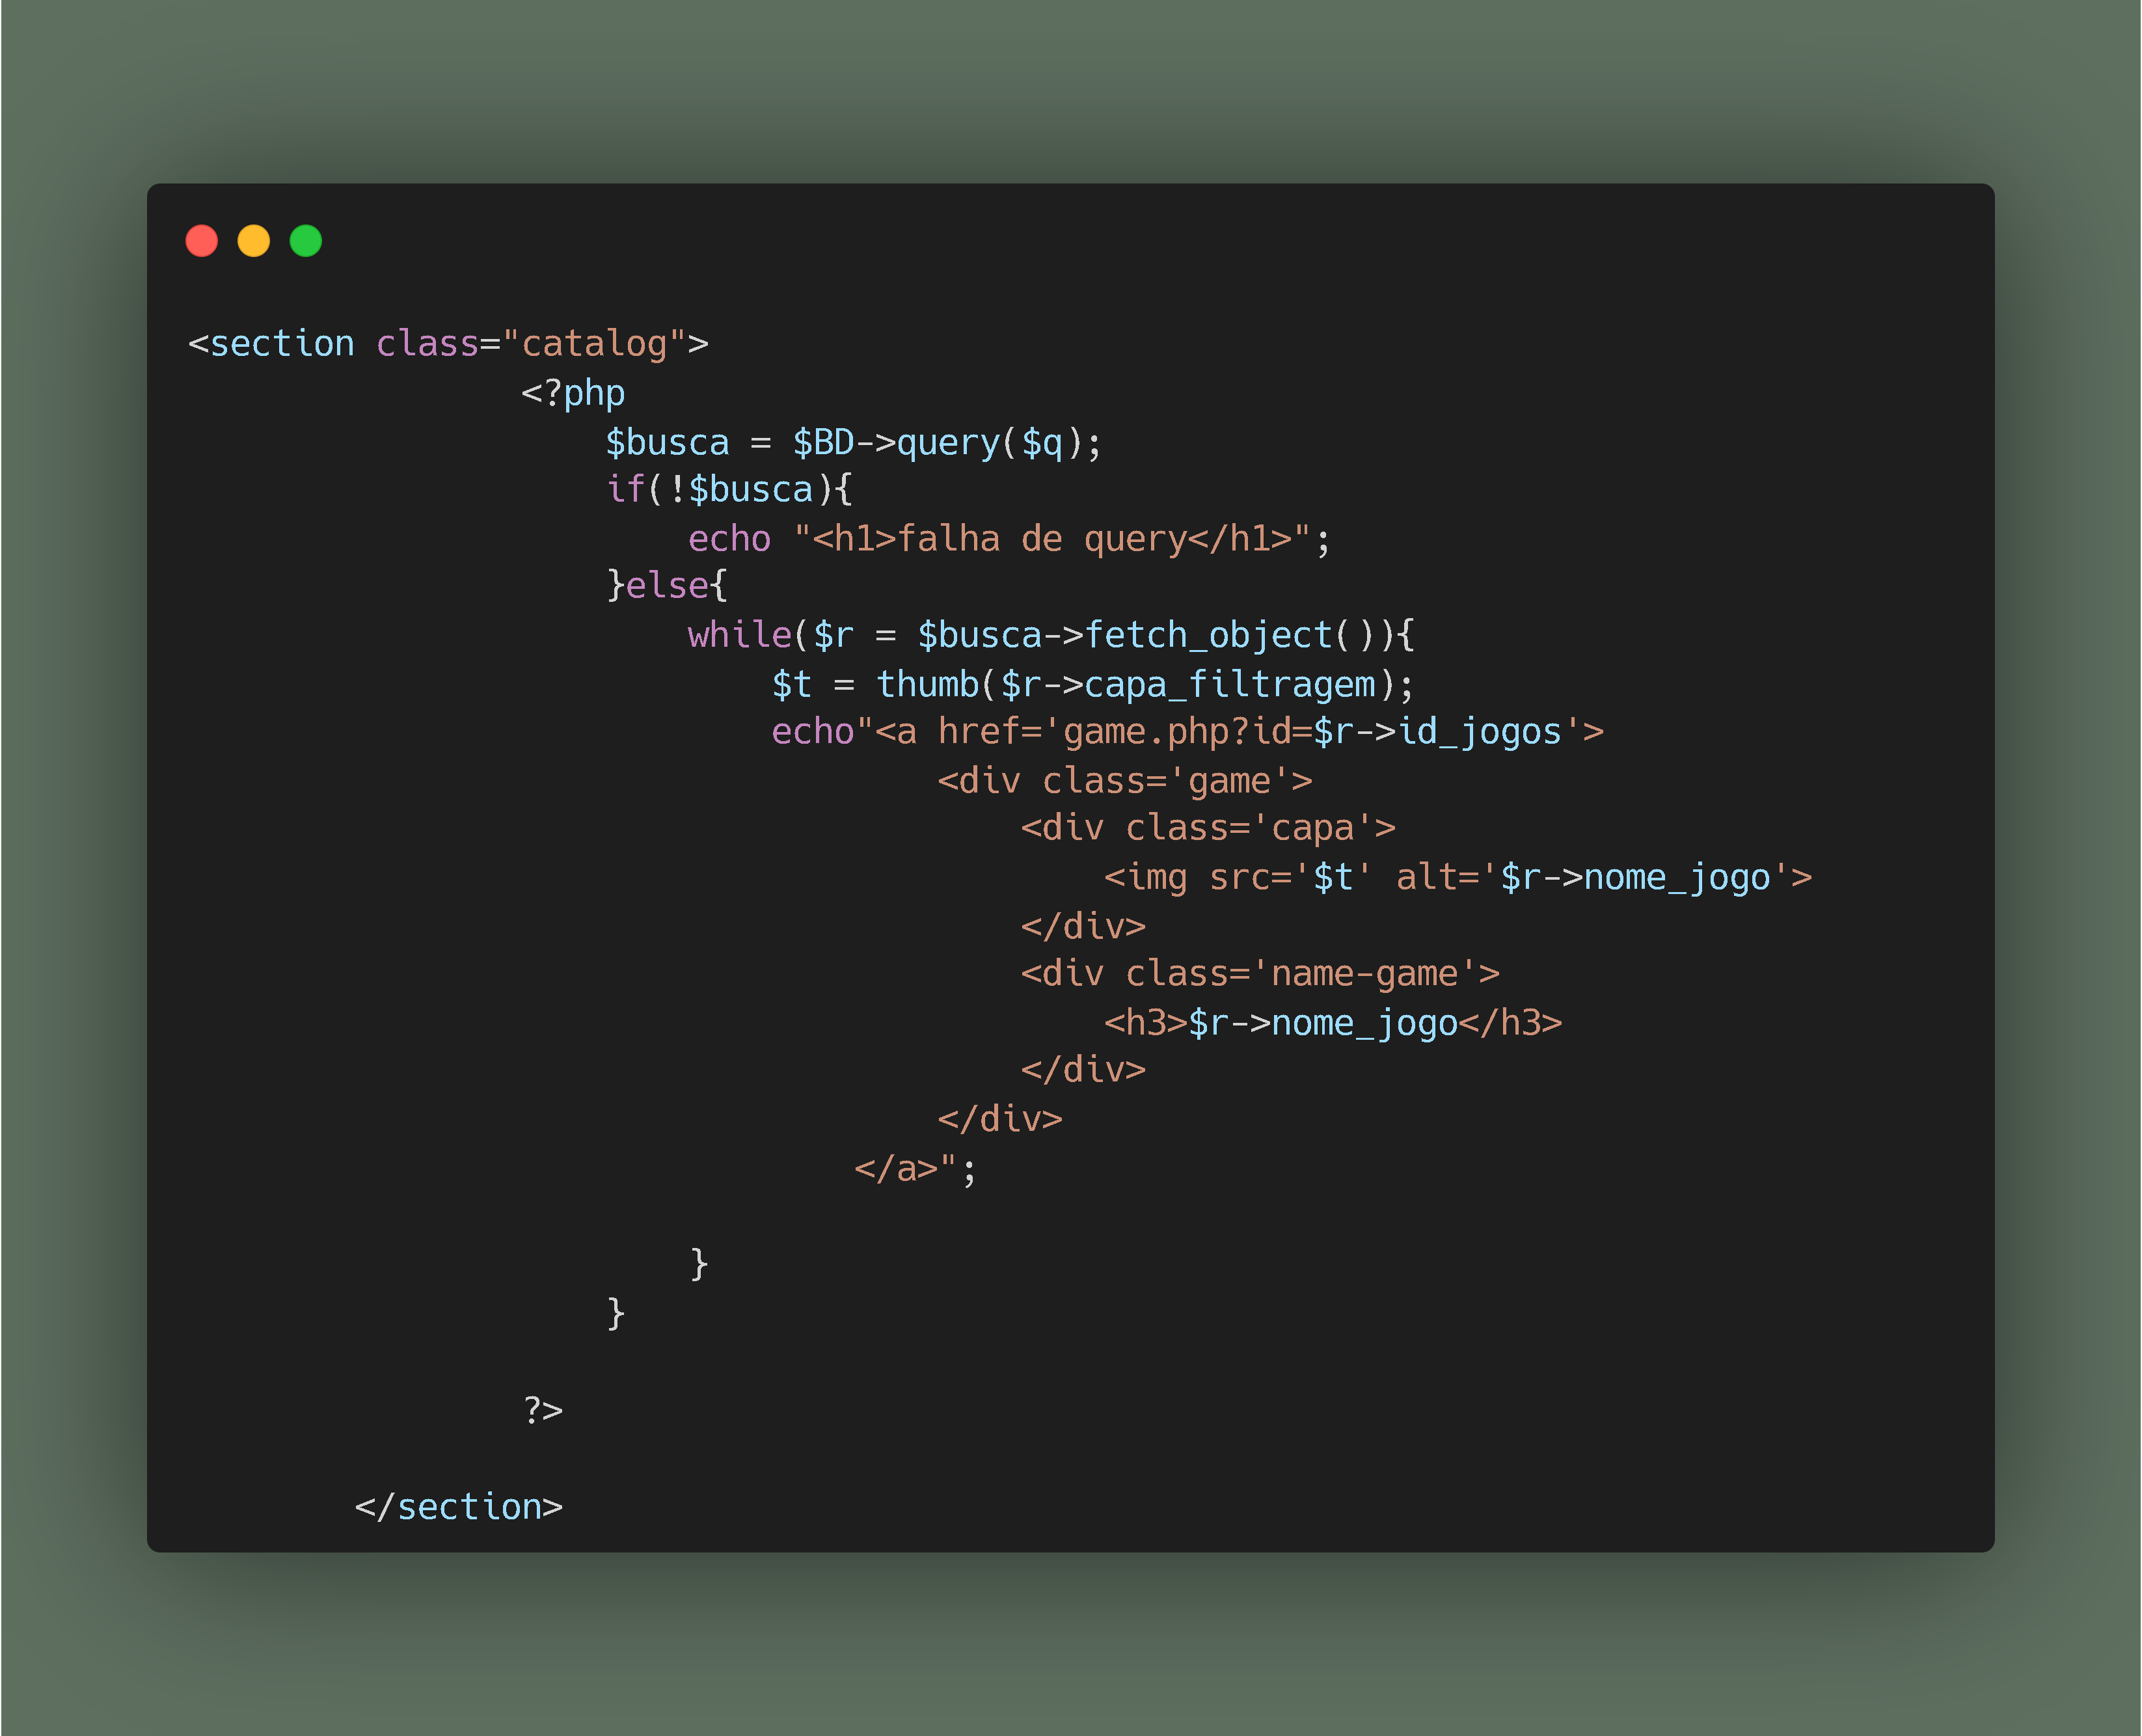 <section class="catalog">
<?php
$busca = $BD->query($q);
if(!$busca){
echo "<h1>falha de query</h1>";
}else{
while($r = $busca->fetch_object()){
$t = thumb($r->capa_filtragem);
echo"<a href='game.php?id=$r->id_jogos'>
<div class='game'>
<div class='capa'>
<img src='$t' alt='$r->nome_jogo'>
</div>
<div class='name-game'>
<h3>$r->nome_jogo</h3>
</div>
</div>
</a>";
}
}
?>
</section>